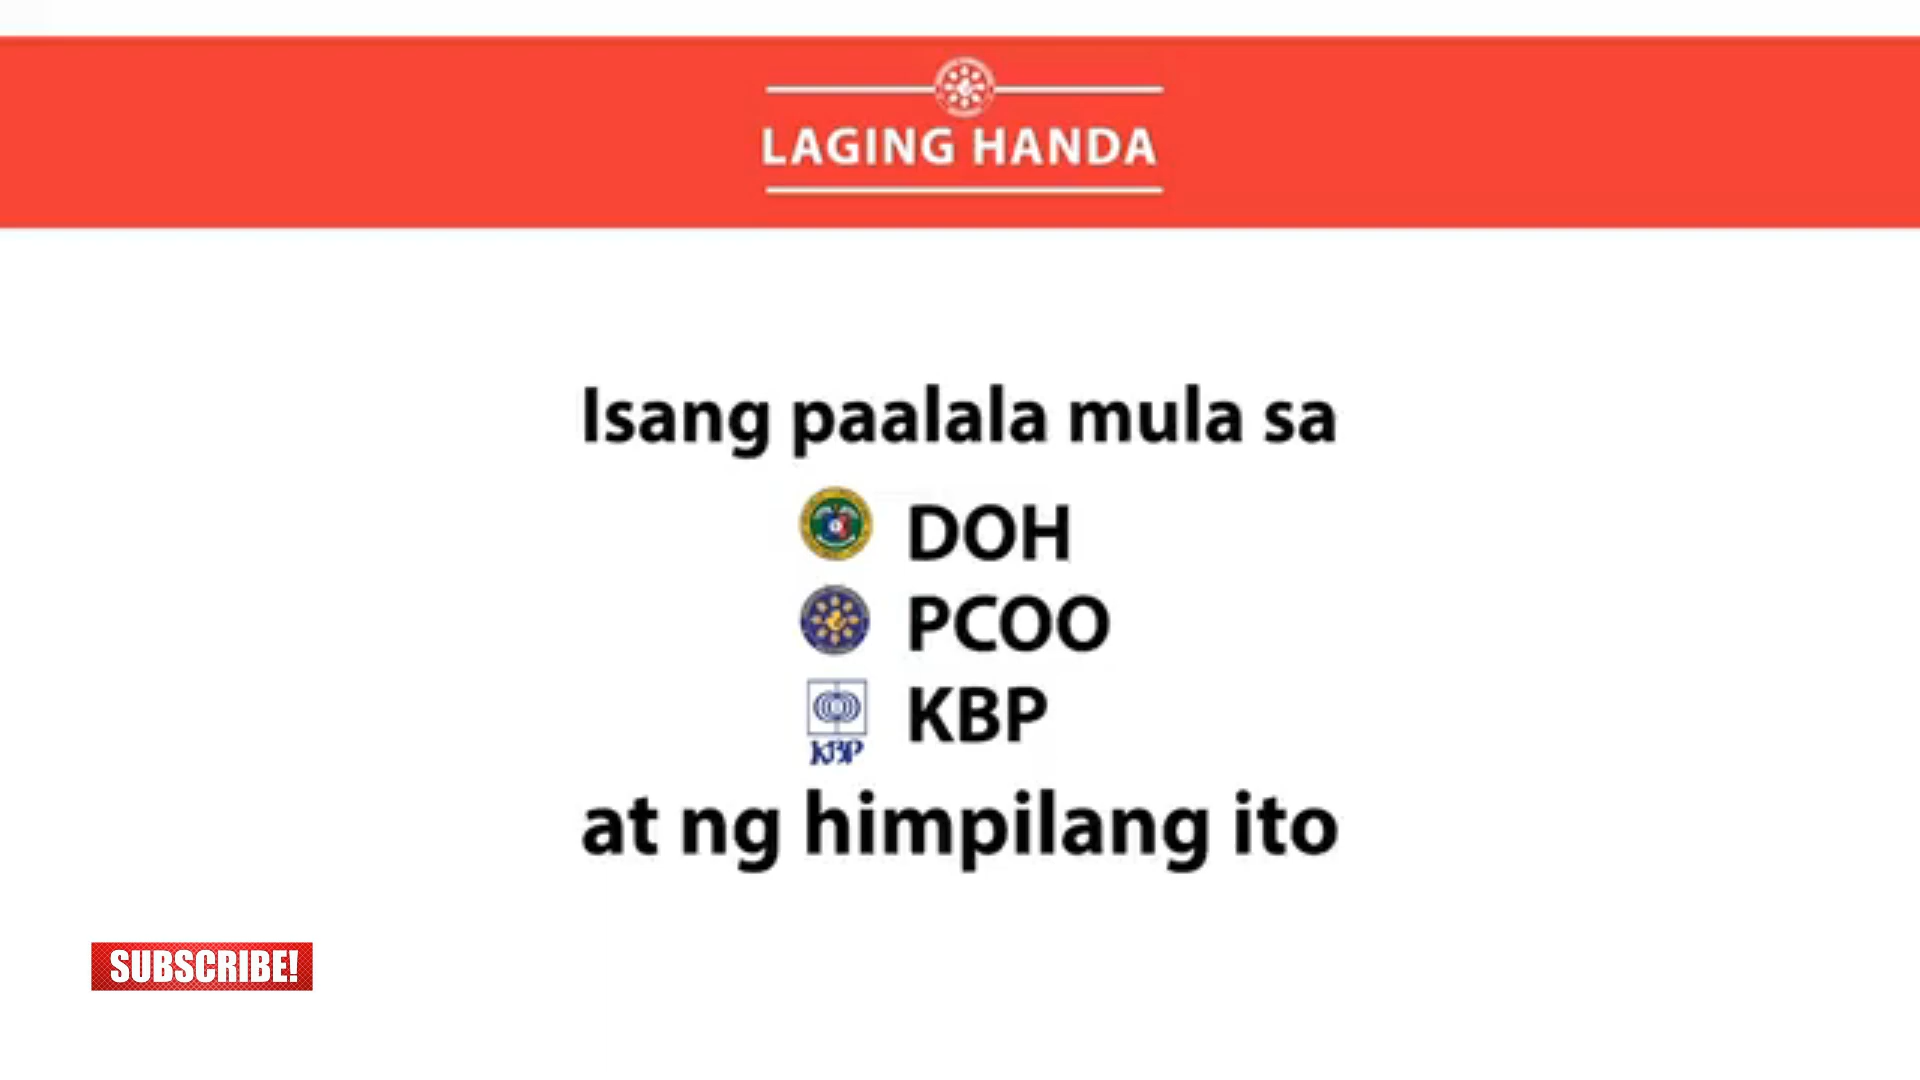 LAGING HANDA
Isang paalala mula sa
DOH
PCOO
KBP
KBP
at ng himpilang ito
SUBSCRIBE!